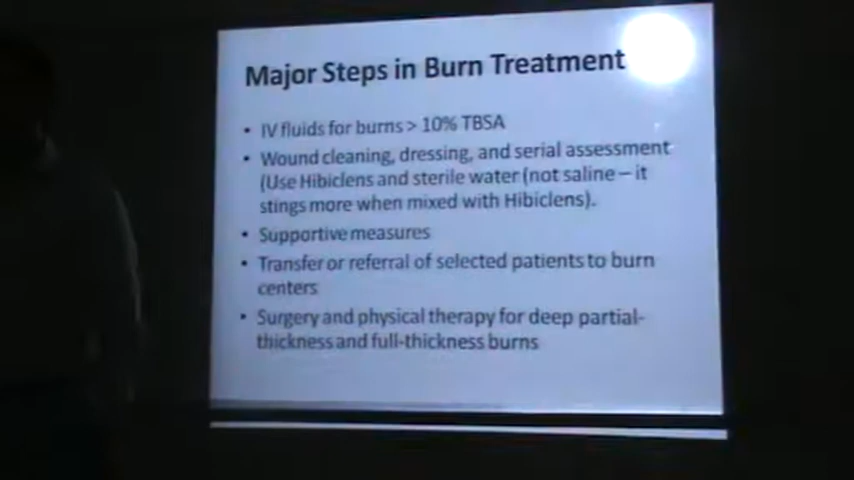 Major Steps in Burn Treatment
• IV fluids for burns > 10% TBSA
• Wound cleaning, dressing, and serial assessment
(Use Hibiclens and sterile water (not saline – it
stings more when mixed with Hibiclens).
• Supportive measures
• Transfer or referral of selected patients to burn
centers
• Surgery and physical therapy for deep partial-
thickness and full-thickness burns